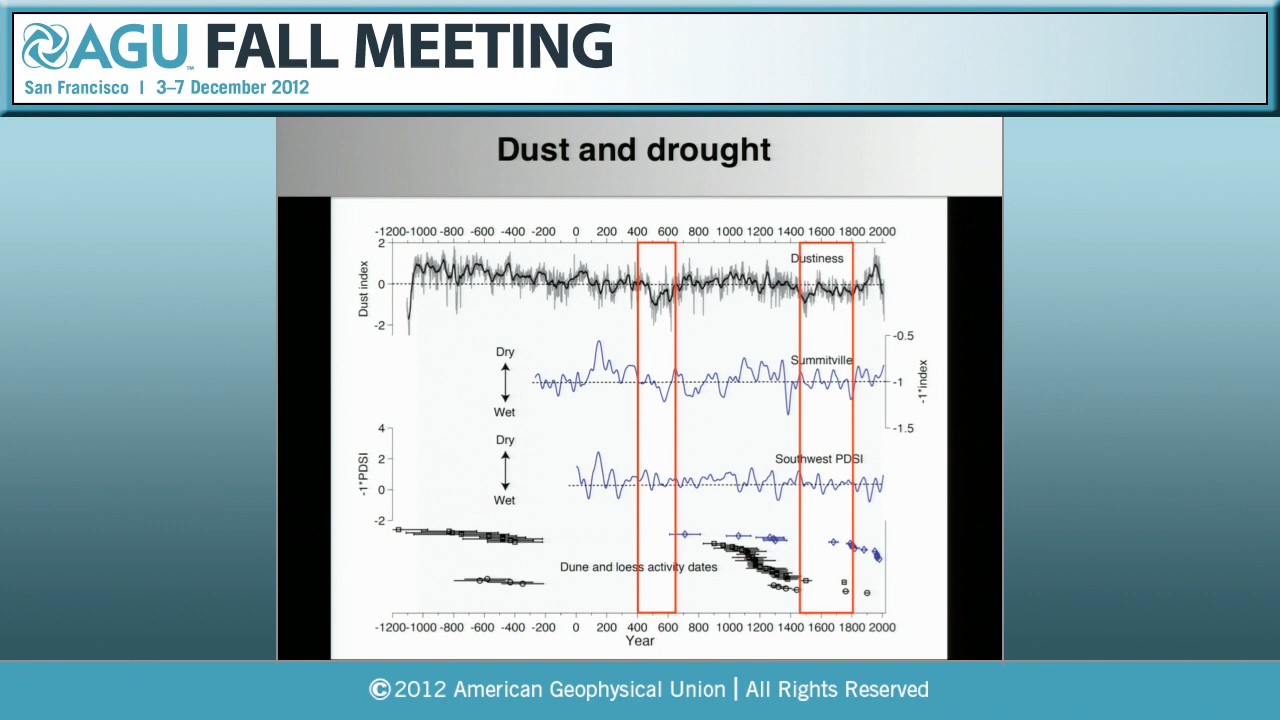 AGU™ FALL MEETING
San Francisco | 3–7 December 2012
Dust and drought
-1200-1000 -800 -600 -400 -200 0 200 400 600 800 1000 1200 1400 1600 1800 2000
2
Dustiness
Dust index
0
-2
-0.5
Dry
Summitville
-1
-1*index
Wet
-1.5
4
Dry
2
Southwest PDSI
-1*PDSI
0
Wet
-2
Dune and loess activity dates
-1200-1000 -800 -600 -400 -200 0 200 400 600 800 1000 1200 1400 1600 1800 2000
Year
©2012 American Geophysical Union | All Rights Reserved